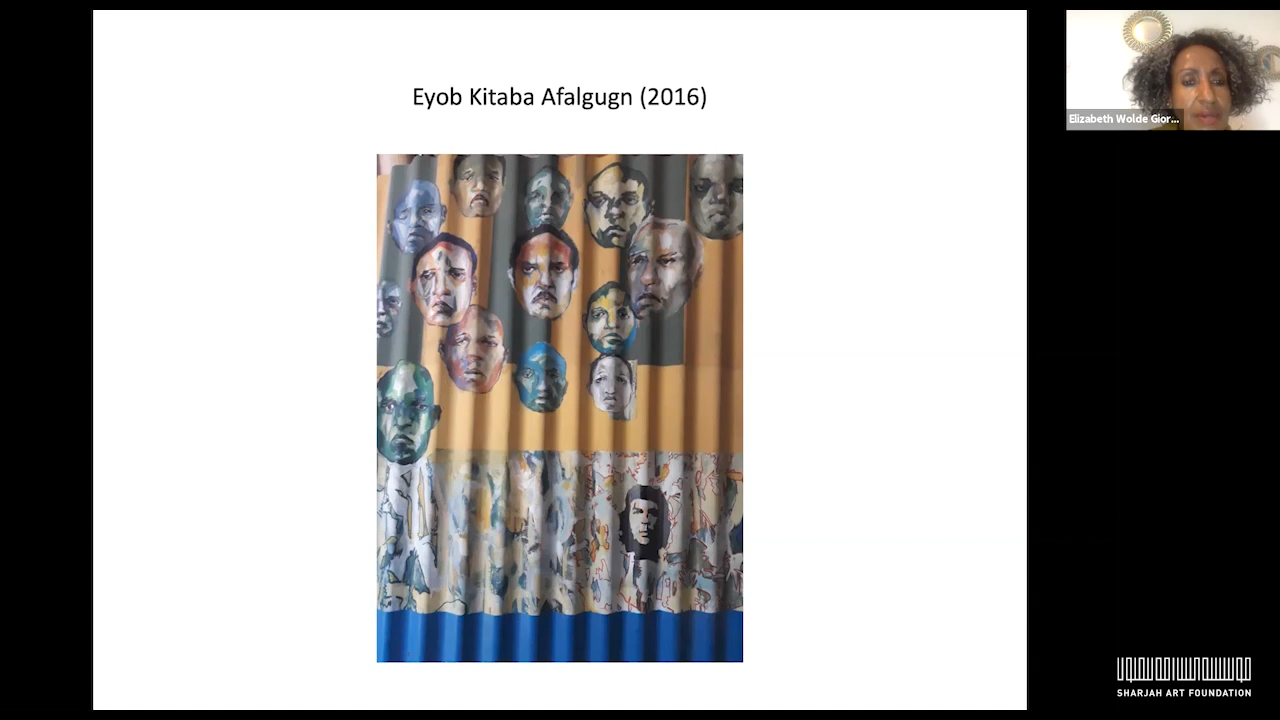 Eyob Kitaba Afalgugn (2016)
Elizabeth Wolde Gior...
SHARJAH ART FOUNDATION